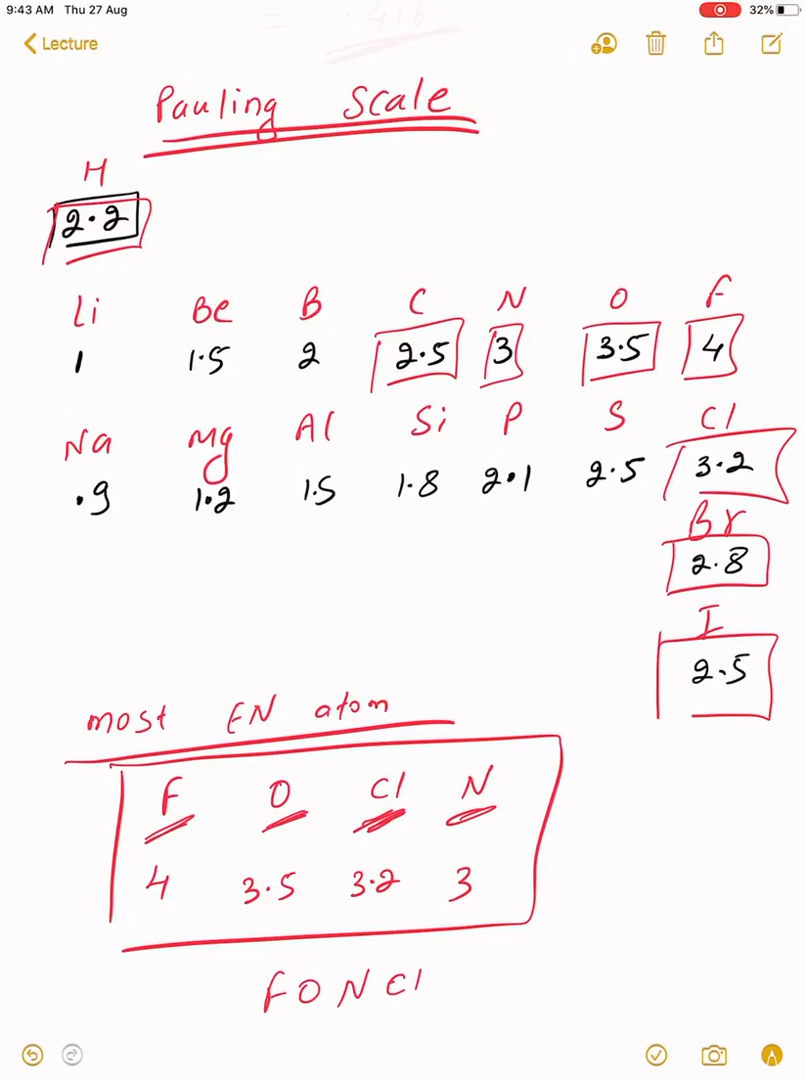 9:43 AM Thu 27 Aug 32%
= .416
Lecture
Pauling Scale
H
2.2
Li Be B C N O F
1 1.5 2 2.5 3 3.5 4
Na Mg Al Si P S Cl
.9 1.2 1.5 1.8 2.1 2.5 3.2
Br
2.8
I
2.5
most EN atom
F O Cl N
4 3.5 3.2 3
F O N Cl